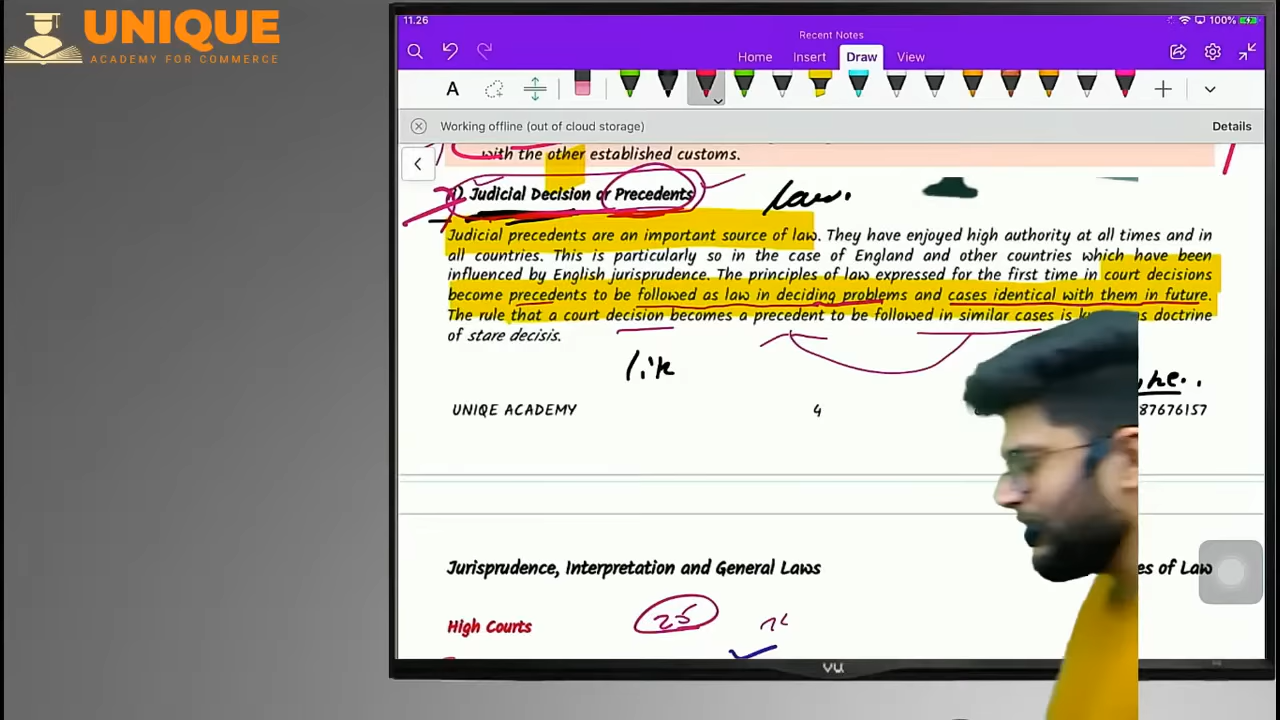 UNIQUE
ACADEMY FOR COMMERCE
11.26
100%
Recent Notes
Home Insert Draw View
A
Working offline (out of cloud storage)
Details
with the other established customs.
Judicial Decision or Precedents
law.
Judicial precedents are an important source of law. They have enjoyed high authority at all times and in
all countries. This is particularly so in the case of England and other countries which have been
influenced by English jurisprudence. The principles of law expressed for the first time in court decisions
become precedents to be followed as law in deciding problems and cases identical with them in future.
The rule that a court decision becomes a precedent to be followed in similar cases is doctrine
of stare decisis.
UNIQE ACADEMY
4
87676157
Jurisprudence, Interpretation and General Laws
es of Law
High Courts
25
vu